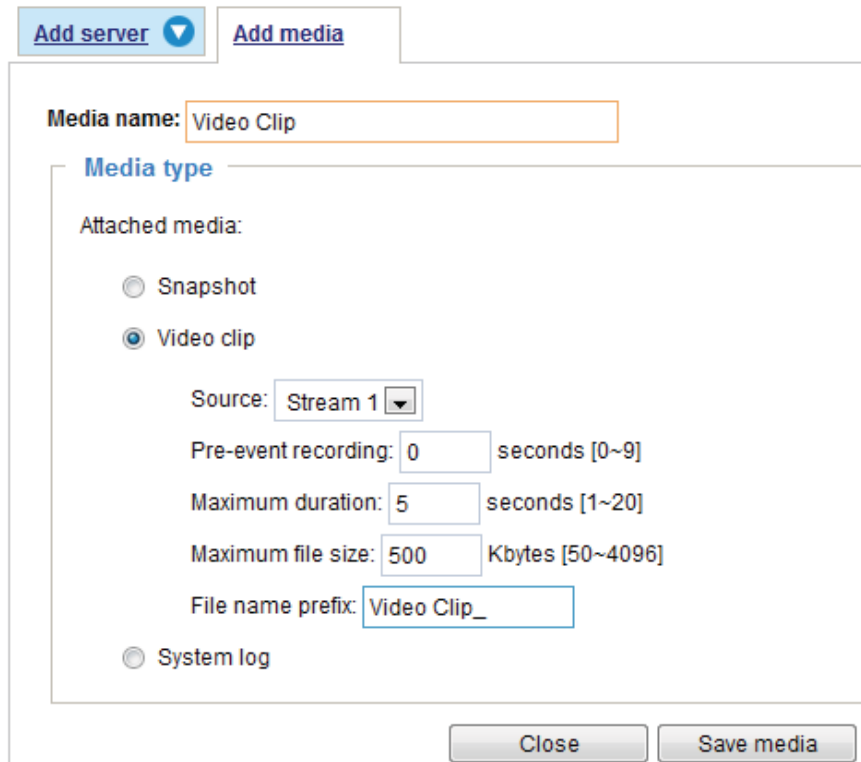 Add server Add media
Media name: Video Clip
Media type
Attached media:
Snapshot
Video clip
Source: Stream 1
Pre-event recording: 0 seconds [0~9]
Maximum duration: 5 seconds [1~20]
Maximum file size: 500 Kbytes [50~4096]
File name prefix: Video Clip_
System log
Close Save media